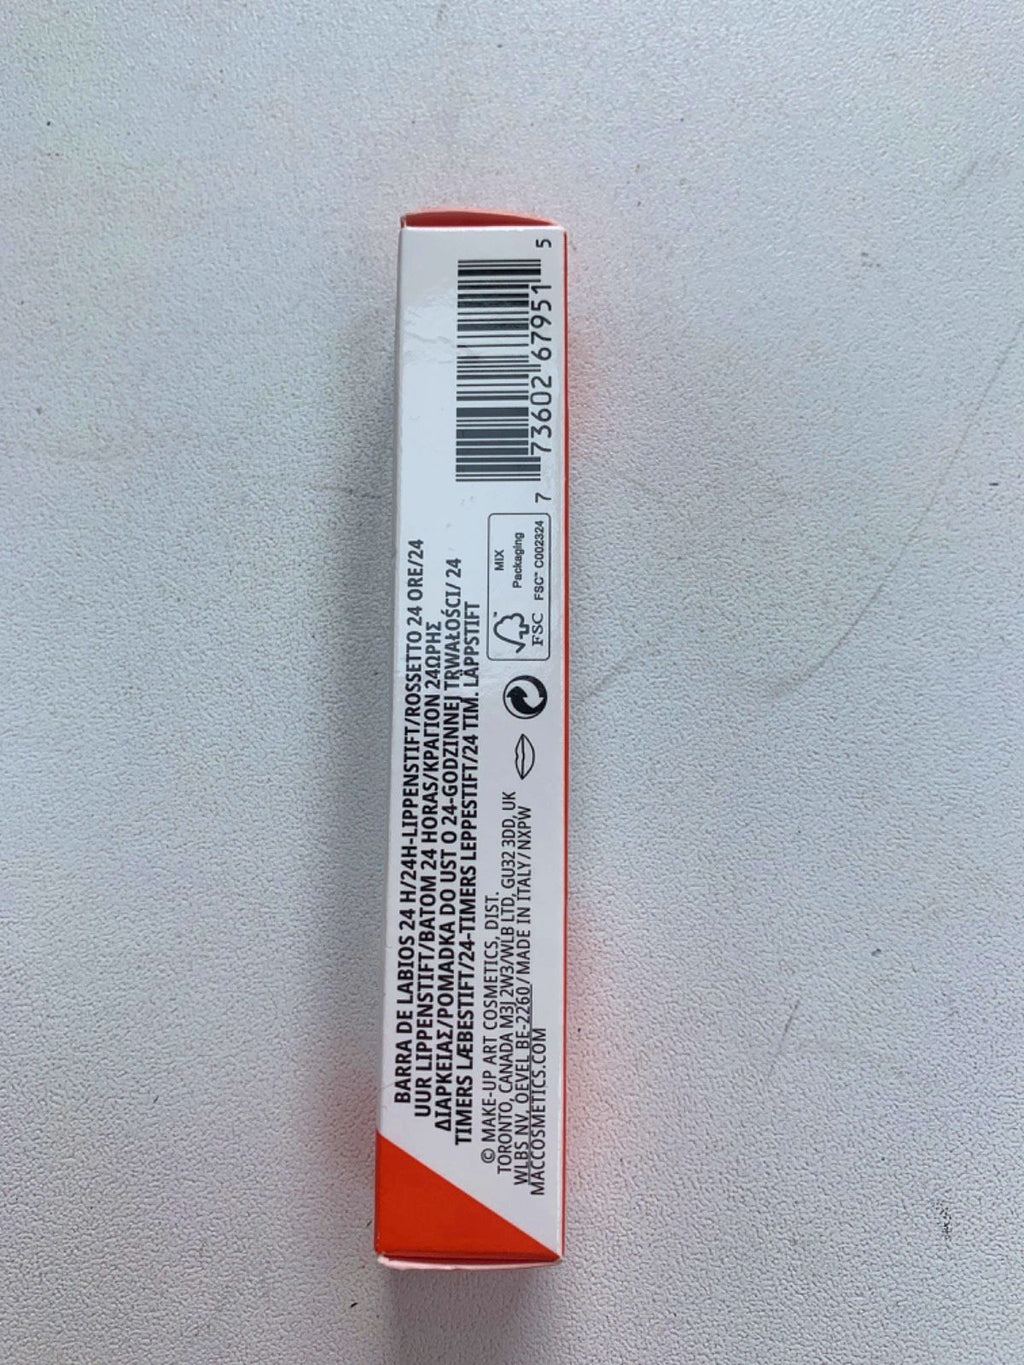 BARRA DE LABIOS 24 H/24H-LIPPENSTIFT/ROSSETTO 24 ORE/24
UUR LIPPENSTIFT/BATOM 24 HORAS/ΚΡΑΓΙΟΝ 24ΩΡΗΣ
ΔΙΑΡΚΕΙΑΣ/POMADKA DO UST O 24-GODZINNEJ TRWAŁOŚCI/ 24
TIMERS LÆBESTIFT/24-TIMERS LEPPESTIFT/24 TIM. LÄPPSTIFT
© MAKE-UP ART COSMETICS, DIST.
TORONTO, CANADA M3J 2W3/WLB LTD, GU32 3DD, UK
WLBS NV, OEVEL BE-2260/ MADE IN ITALY/ NXPW
MACCOSMETICS.COM
FSC
MIX
Packaging
FSC™ C002324
7 73602 67951 5